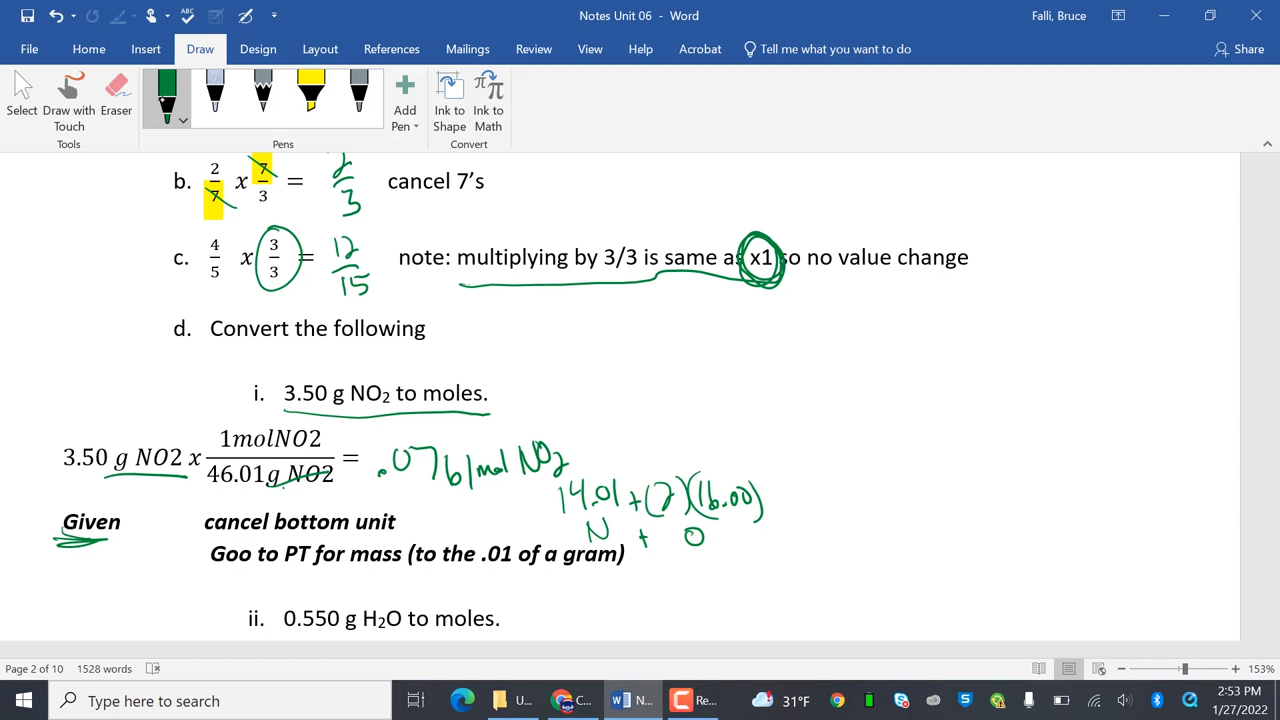 Notes Unit 06 - Word
Falli, Bruce
File Home Insert Draw Design Layout References Mailings Review View Help Acrobat Tell me what you want to do Share
Select Draw with Touch Eraser Add Pen Ink to Shape Ink to Math
Tools Pens Convert
b. 2/7 x 7/3 = 2/3 cancel 7's
c. 4/5 x 3/3 = 12/15 note: multiplying by 3/3 is same as x1 so no value change
d. Convert the following
i. 3.50 g NO₂ to moles.
3.50 g NO2 x 1molNO2/46.01g NO2 = .0761 mol NO₂
14.01 + (2)(16.00)
N + O
Given cancel bottom unit
Goo to PT for mass (to the .01 of a gram)
ii. 0.550 g H₂O to moles.
Page 2 of 10 1528 words 153%
Type here to search U... N... Re... 31°F 2:53 PM
1/27/2022